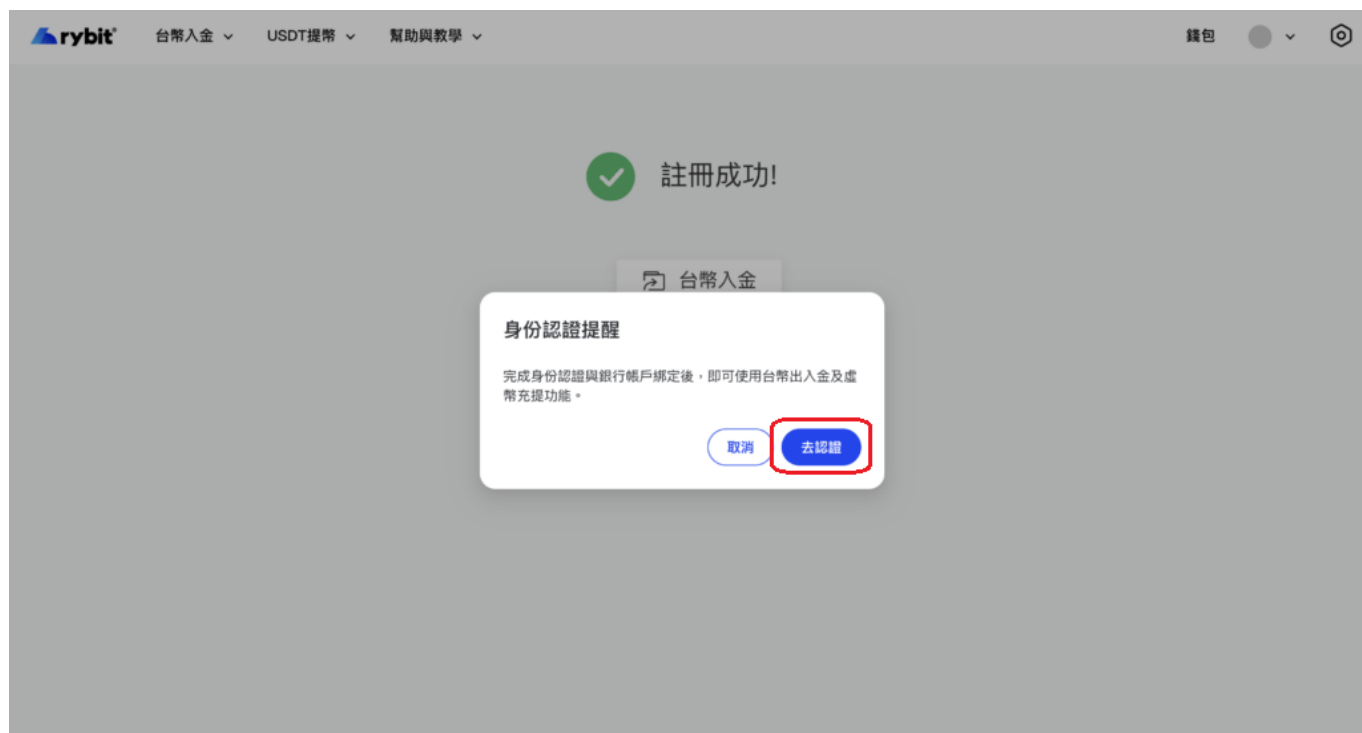 rybit 台幣入金 USDT提幣 幫助與教學 錢包
註冊成功!
台幣入金
身份認證提醒
完成身份認證與銀行帳戶綁定後，即可使用台幣出入金及虛
幣充提功能。
取消 去認證